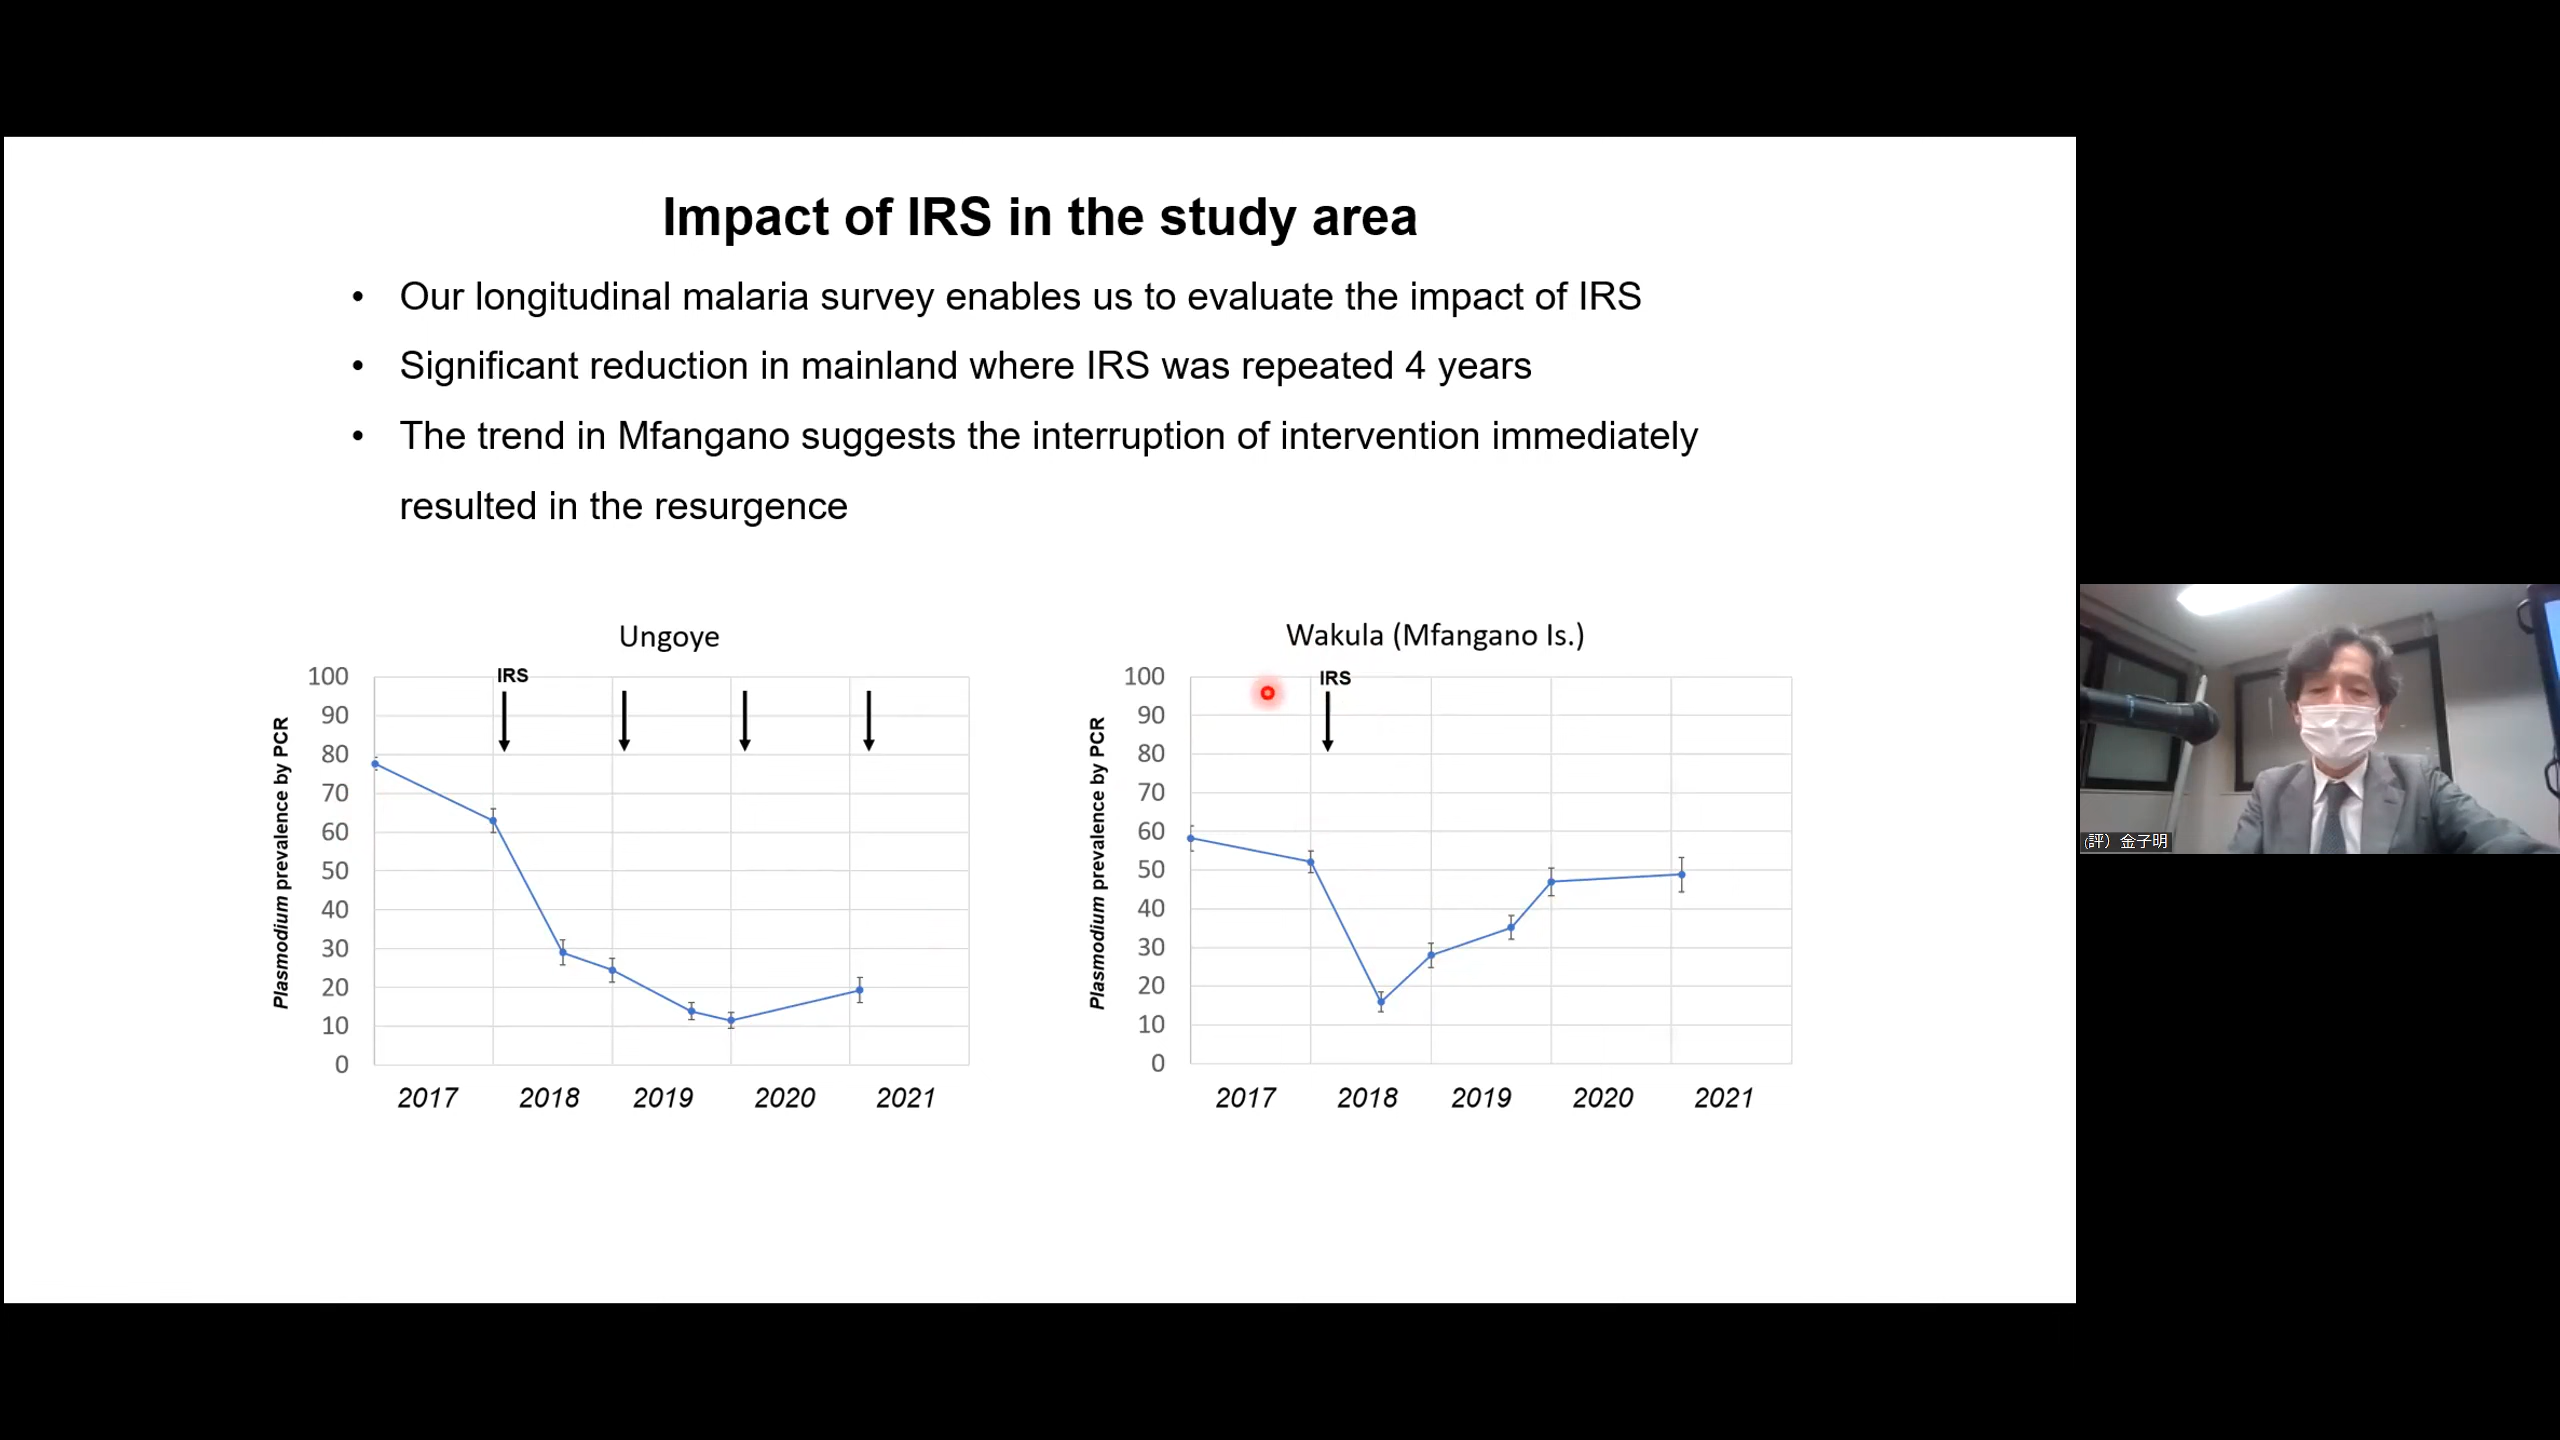 Impact of IRS in the study area
• Our longitudinal malaria survey enables us to evaluate the impact of IRS
• Significant reduction in mainland where IRS was repeated 4 years
• The trend in Mfangano suggests the interruption of intervention immediately
resulted in the resurgence
Ungoye
IRS
Plasmodium prevalence by PCR
100
90
80
70
60
50
40
30
20
10
0
2017 2018 2019 2020 2021
Wakula (Mfangano Is.)
IRS
Plasmodium prevalence by PCR
100
90
80
70
60
50
40
30
20
10
0
2017 2018 2019 2020 2021
(評）金子明